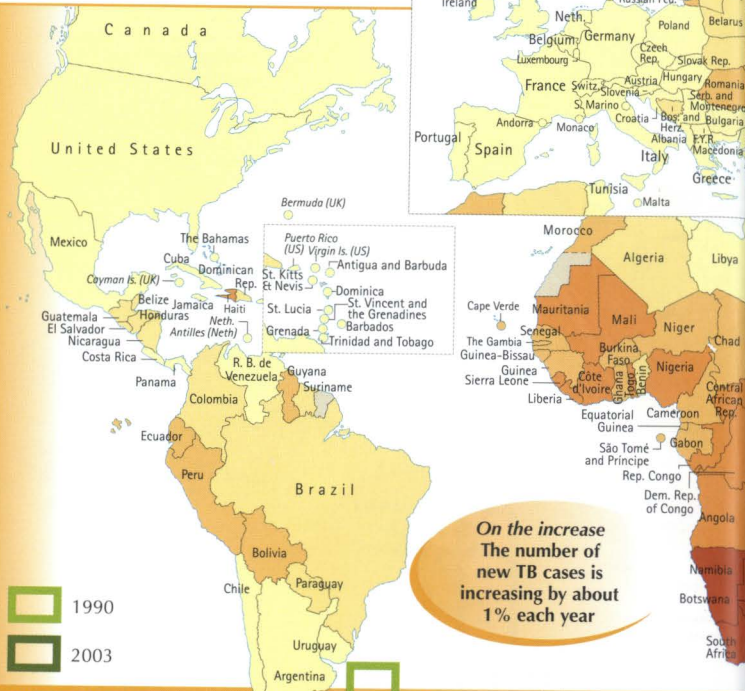 Canada
United States
Mexico
Bermuda (UK)
The Bahamas
Cuba
Cayman Is. (UK)
Dominican
Rep.
Belize
Jamaica
Haiti
Guatemala
Honduras
El Salvador
Nicaragua
Costa Rica
Panama
Neth.
Antilles (Neth)
Puerto Rico
(US)
Virgin Is. (US)
Antigua and Barbuda
St. Kitts
& Nevis
Dominica
St. Lucia
St. Vincent and
the Grenadines
Barbados
Grenada
Trinidad and Tobago
R. B. de
Venezuela
Guyana
Suriname
Colombia
Ecuador
Peru
Brazil
Bolivia
Chile
Paraguay
Uruguay
Argentina
1990
2003
Ireland
Russian Fed.
Neth.
Poland
Belarus
Belgium
Germany
Luxembourg
Czech
Rep.
Slovak Rep.
France
Switz.
Austria
Hungary
Romania
Slovenia
Serb. and
Montenegro
S. Marino
Andorra
Monaco
Croatia
Bos. and
Herz.
Bulgaria
Albania
F.Y.R.
Macedonia
Portugal
Spain
Italy
Greece
Tunisia
Malta
Morocco
Algeria
Libya
Cape Verde
Mauritania
Mali
Niger
Chad
Senegal
The Gambia
Guinea-Bissau
Burkina
Faso
Guinea
Sierra Leone
Côte
d'Ivoire
Ghana
Togo
Benin
Nigeria
Liberia
Central
African
Rep.
Equatorial
Guinea
Cameroon
São Tomé
and Príncipe
Gabon
Rep. Congo
Dem. Rep.
of Congo
Angola
Namibia
Botswana
South
Africa
On the increase
The number of
new TB cases is
increasing by about
1% each year